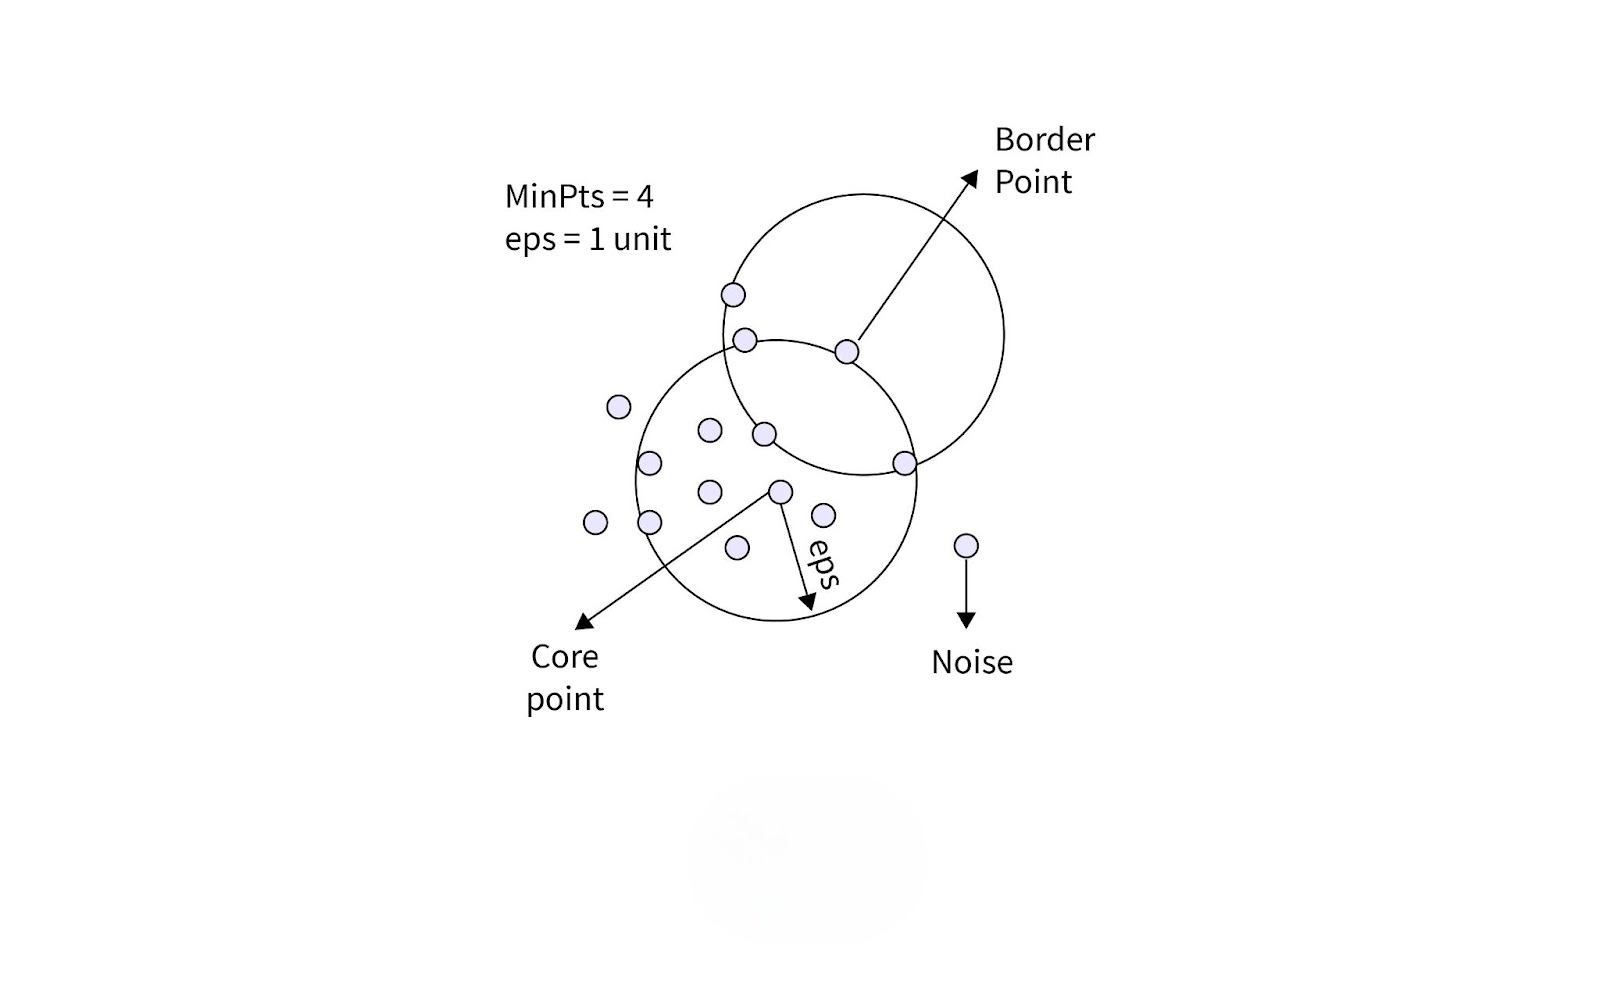 Border
Point
MinPts = 4
eps = 1 unit
eps
Core
point
Noise